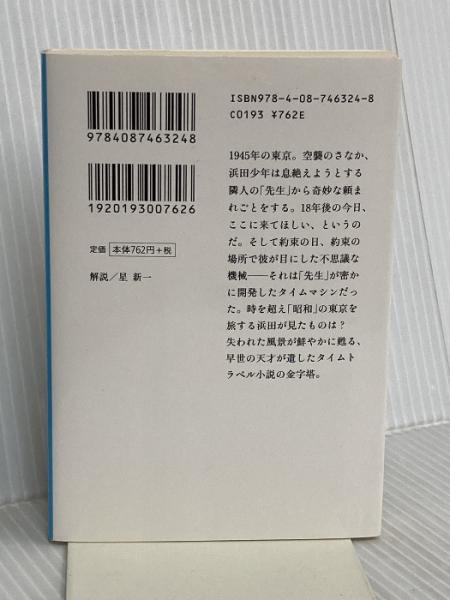 ISBN978-4-08-746324-8
C0193 ¥762E
9784087463248
1920193007626
定価 本体762円+税
解説／星 新一
1945年の東京。空襲のさなか、
浜田少年は息絶えようとする
隣人の「先生」から奇妙な頼ま
れごとをする。18年後の今日、
ここに来てほしい、というの
だ。そして約束の日、約束の
場所で彼が目にした不思議な
機械――それは「先生」が密か
に開発したタイムマシンだっ
た。時を超え「昭和」の東京を
旅する浜田が見たものは？
失われた風景が鮮やかに甦る、
早世の天才が遺したタイムト
ラベル小説の金字塔。